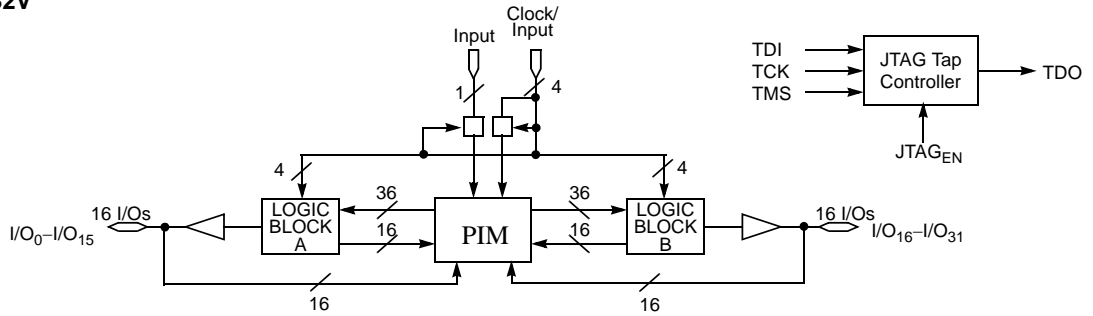 Clock/
Input
Input
1
4
TDI
TCK
TMS
JTAG Tap
Controller
TDO
JTAGEN
4
4
16 I/Os
I/O0–I/O15
LOGIC
BLOCK
A
36
16
PIM
36
16
LOGIC
BLOCK
B
16 I/Os
I/O16–I/O31
16
16